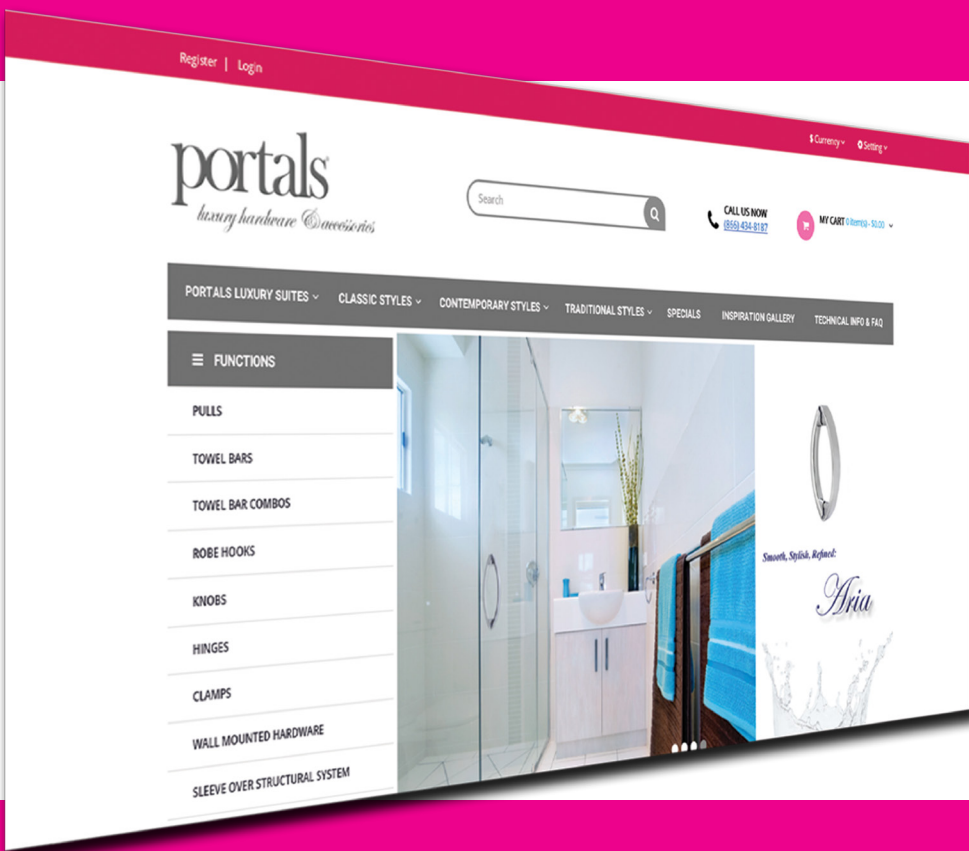 Register | Login
$ Currency
Setting
portals
luxury hardware & accessories
Search
CALL US NOW
(855) 434-8187
MY CART 0 item(s) - $0.00
PORTALS LUXURY SUITES
CLASSIC STYLES
CONTEMPORARY STYLES
TRADITIONAL STYLES
SPECIALS
INSPIRATION GALLERY
TECHNICAL INFO & FAQ
FUNCTIONS
PULLS
TOWEL BARS
TOWEL BAR COMBOS
ROBE HOOKS
KNOBS
HINGES
CLAMPS
WALL MOUNTED HARDWARE
SLEEVE OVER STRUCTURAL SYSTEM
Smooth, Stylish, Refined:
Aria